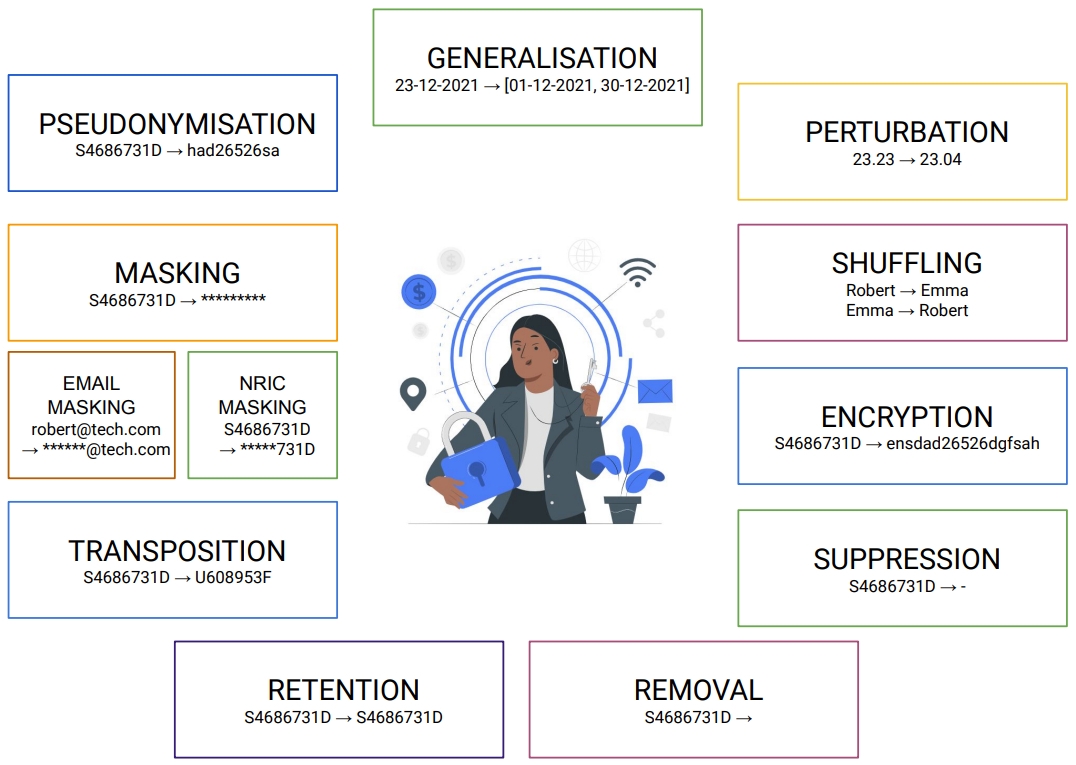 GENERALISATION
23-12-2021 → [01-12-2021, 30-12-2021]
PSEUDONYMISATION
S4686731D → had26526sa
PERTURBATION
23.23 → 23.04
MASKING
S4686731D → *********
SHUFFLING
Robert → Emma
Emma → Robert
EMAIL
MASKING
robert@tech.com
→ ******@tech.com
NRIC
MASKING
S4686731D
→ *****731D
ENCRYPTION
S4686731D → ensdad26526dgfsah
TRANSPOSITION
S4686731D → U608953F
SUPPRESSION
S4686731D → -
RETENTION
S4686731D → S4686731D
REMOVAL
S4686731D →